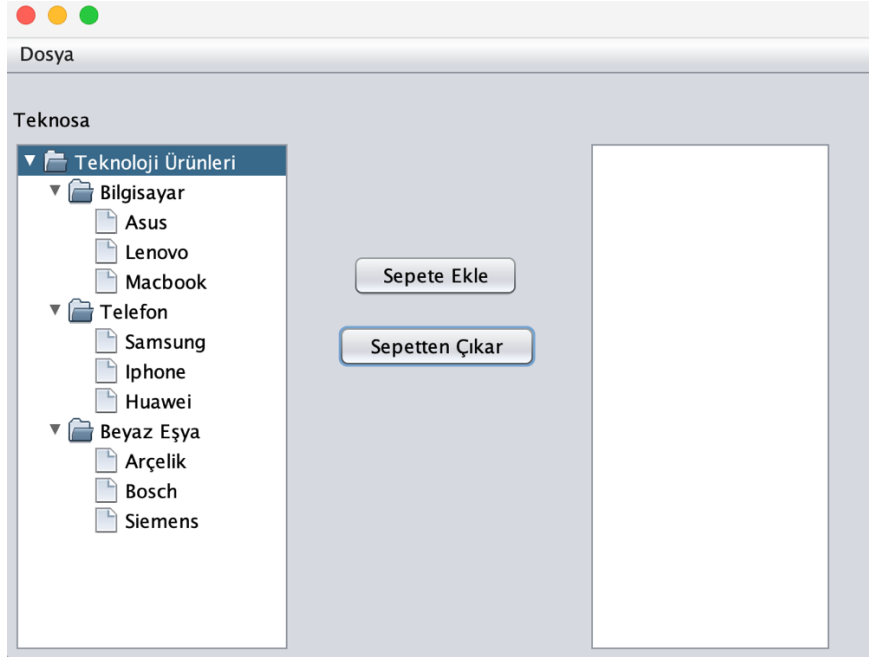 Dosya
Teknosa
Teknoloji Ürünleri
Bilgisayar
Asus
Lenovo
Macbook
Telefon
Samsung
Iphone
Huawei
Beyaz Eşya
Arçelik
Bosch
Siemens
Sepete Ekle
Sepetten Çıkar